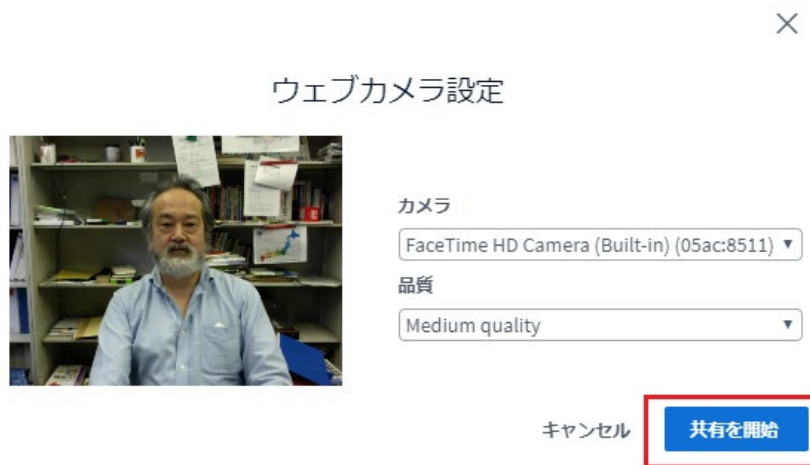 ウェブカメラ設定
カメラ
FaceTime HD Camera (Built-in) (05ac:8511)
品質
Medium quality
キャンセル
共有を開始